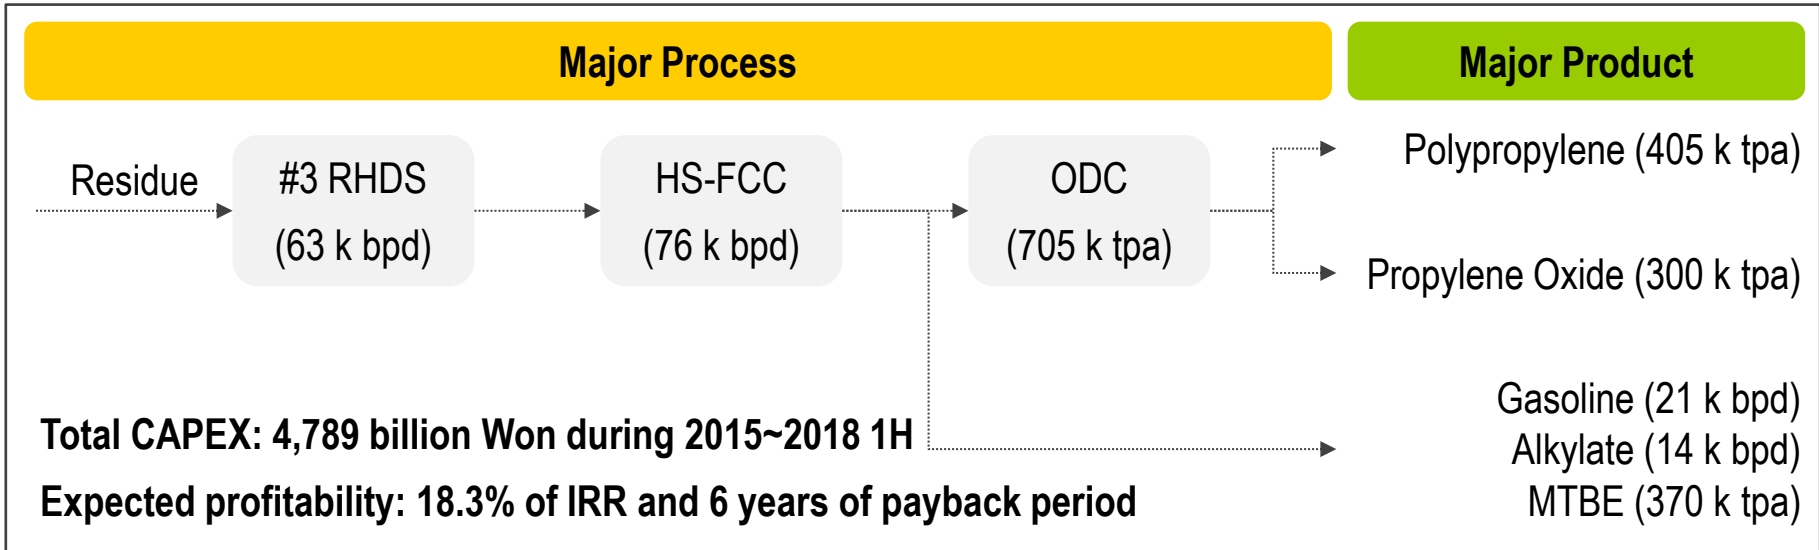 Major Process
Major Product
Residue
#3 RHDS
(63 k bpd)
HS-FCC
(76 k bpd)
ODC
(705 k tpa)
Polypropylene (405 k tpa)
Propylene Oxide (300 k tpa)
Gasoline (21 k bpd)
Alkylate (14 k bpd)
MTBE (370 k tpa)
Total CAPEX: 4,789 billion Won during 2015~2018 1H
Expected profitability: 18.3% of IRR and 6 years of payback period